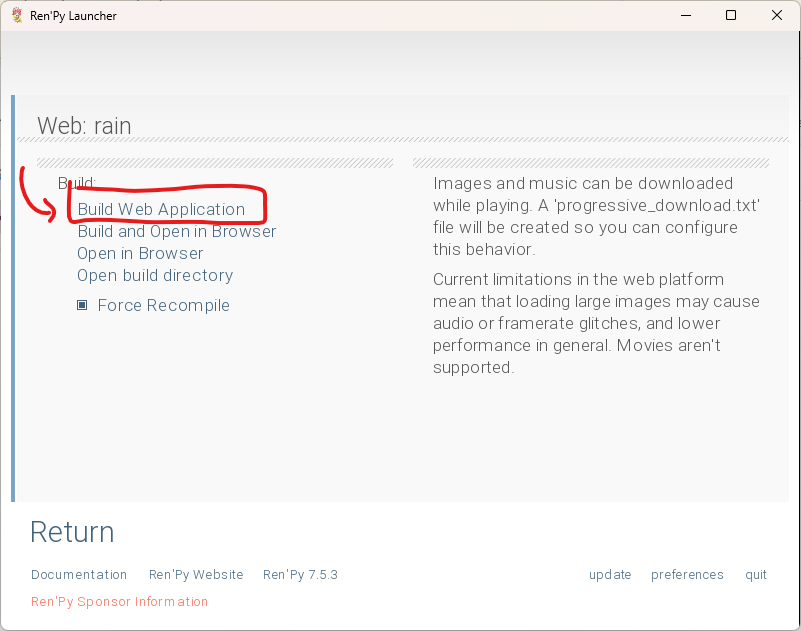 Ren'Py Launcher
Web: rain
Build:
Build Web Application
Build and Open in Browser
Open in Browser
Open build directory
Force Recompile
Images and music can be downloaded
while playing. A 'progressive_download.txt'
file will be created so you can configure
this behavior.
Current limitations in the web platform
mean that loading large images may cause
audio or framerate glitches, and lower
performance in general. Movies aren't
supported.
Return
Documentation Ren'Py Website Ren'Py 7.5.3 update preferences quit
Ren'Py Sponsor Information